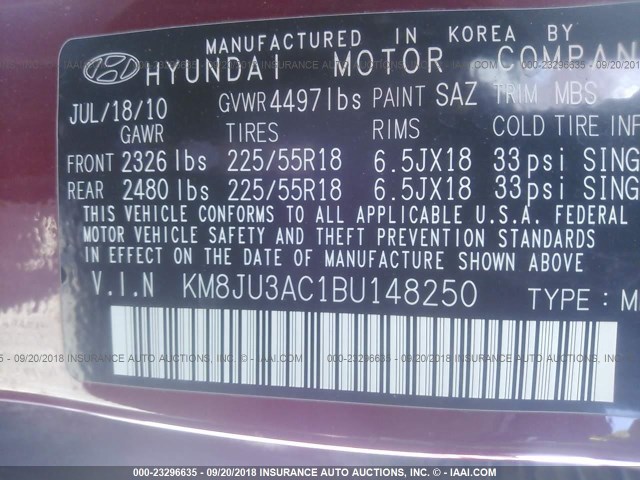 MANUFACTURED IN KOREA BY
HYUNDAI MOTOR COMPAN
JUL/18/10 GVWR 4497lbs PAINT SAZ TRIM MBS
GAWR TIRES RIMS COLD TIRE INF
FRONT 2326 lbs 225/55R18 6.5JX18 33psi SING
REAR 2480 lbs 225/55R18 6.5JX18 33psi SING
THIS VEHICLE CONFORMS TO ALL APPLICABLE U.S.A. FEDERAL
MOTOR VEHICLE SAFETY AND THEFT PREVENTION STANDARDS
IN EFFECT ON THE DATE OF MANUFACTURE SHOWN ABOVE.
V.I.N KM8JU3AC1BU148250 TYPE: M
000-23296635 - 09/20/2018 INSURANCE AUTO AUCTIONS - IAAI.COM